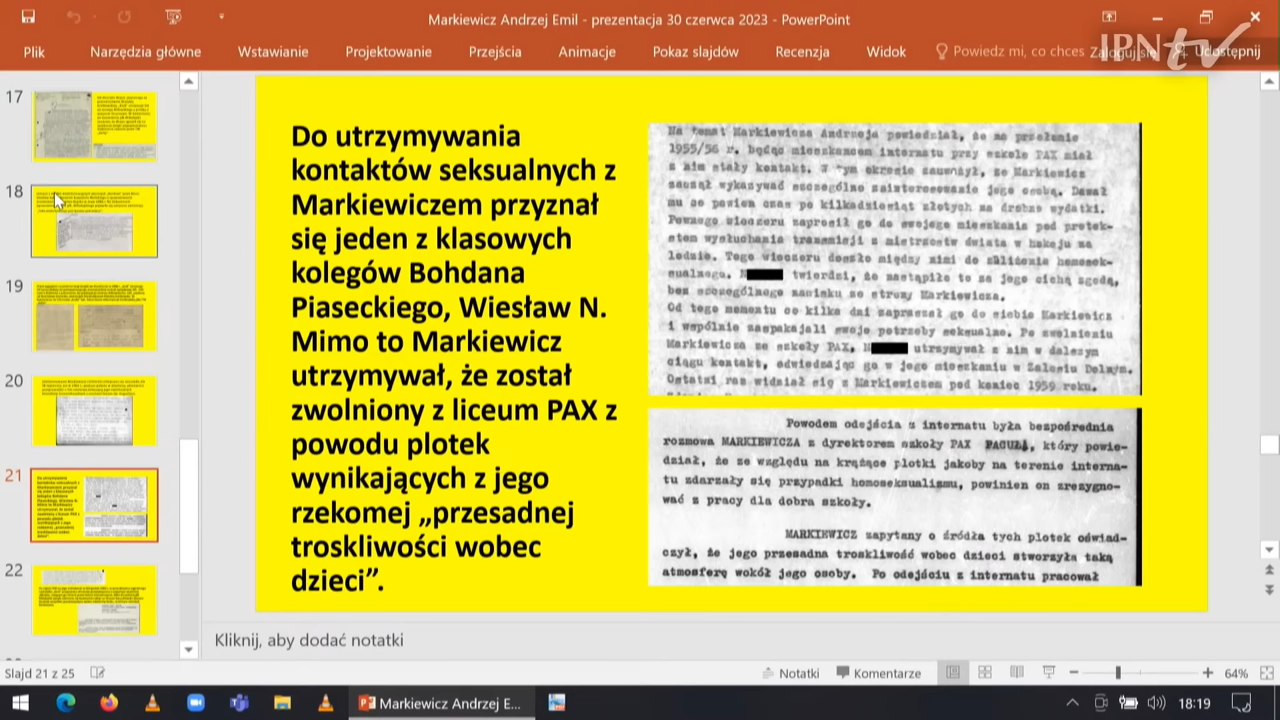 Markiewicz Andrzej Emil - prezentacja 30 czerwca 2023 - PowerPoint
Plik Narzędzia główne Wstawianie Projektowanie Przejścia Animacje Pokaz slajdów Recenzja Widok Powiedz mi, co chces Zaloguj się Udostępnij
IPN tv
17
18
19
20
21
22
Do utrzymywania
kontaktów seksualnych z
Markiewiczem przyznał
się jeden z klasowych
kolegów Bohdana
Piaseckiego, Wiesław N.
Mimo to Markiewicz
utrzymywał, że został
zwolniony z liceum PAX z
powodu plotek
wynikających z jego
rzekomej „przesadnej
troskliwości wobec
dzieci”.
Na temat Markiewicza Andrzeja powiedział, że na przełomie
1955/56 r. będąc mieszkańcem internatu przy szkole PAX miał
z nim stały kontakt. W tym okresie zauważył, że Markiewicz
zaczął wykazywać szczególne zainteresowanie jego osobą. Dawał
mu co pewien czas po kilkadziesiąt złotych na drobne wydatki.
Pewnego wieczoru zaprosił go do swojego mieszkania pod pretek-
stem wysłuchania transmisji z mistrzostw świata w hokeju na
lodzie. Tego wieczoru doszło między nimi do zbliżenia homosek-
sualnego. twierdzi, że nastąpiło to za jego cichą zgodą,
bez szczególnego nacisku ze strony Markiewicza.
Od tego momentu co kilka dni zapraszał go do siebie Markiewicz
i wspólnie zaspakajali swoje potrzeby seksualne. Po zwolnieniu
Markiewicza ze szkoły PAX, utrzymywał z nim w dalszym
ciągu kontakt, odwiedzając go w jego mieszkaniu w Zalesiu Dolnym.
Ostatni raz z Markiewiczem pod koniec 1959 roku.
Powodem odejścia z internatu była bezpośrednia
rozmowa MARKIEWICZA z dyrektorem szkoły PAX PACUŁĄ, który powie-
dział, że ze względu na krążące plotki jakoby na terenie interna-
tu zdarzały się przypadki homoseksualizmu, powinien on zrezygno-
wać z pracy dla dobra szkoły.
MARKIEWICZ zapytany o źródła tych plotek oświad-
czył, że jego przesadna troskliwość wobec dzieci stworzyła taką
atmosferę wokół jego osoby. Po odejściu z internatu pracował
Kliknij, aby dodać notatki
Slajd 21 z 25 Notatki Komentarze 64%
Markiewicz Andrzej E... 18:19